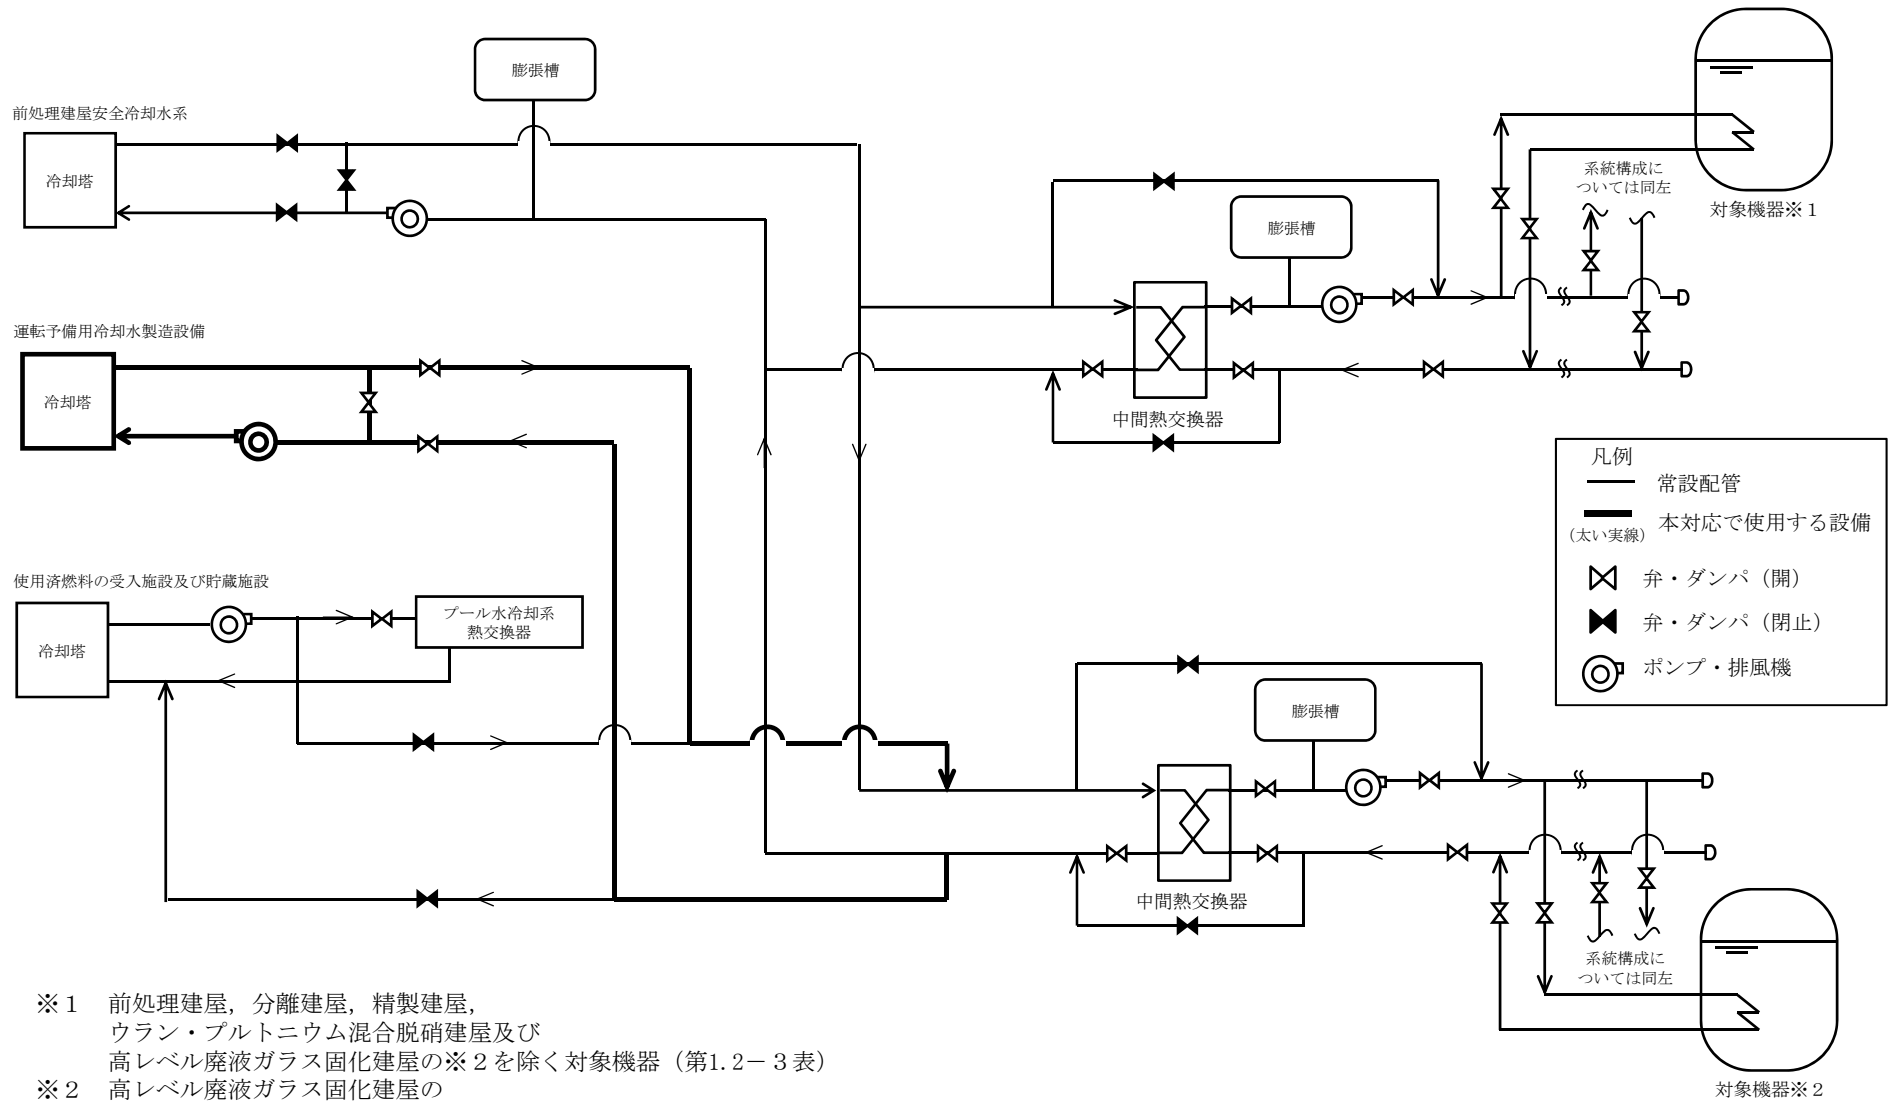 膨張槽
前処理建屋安全冷却水系
冷却塔
系統構成に
ついては同左
対象機器※１
膨張槽
運転予備用冷却水製造設備
冷却塔
中間熱交換器
凡例
常設配管
本対応で使用する設備
（太い実線）
弁・ダンパ（開）
弁・ダンパ（閉止）
ポンプ・排風機
使用済燃料の受入施設及び貯蔵施設
冷却塔
プール水冷却系
熱交換器
膨張槽
中間熱交換器
系統構成に
ついては同左
対象機器※２
※１　前処理建屋，分離建屋，精製建屋，
ウラン・プルトニウム混合脱硝建屋及び
高レベル廃液ガラス固化建屋の※２を除く対象機器（第1.2－３表）
※２　高レベル廃液ガラス固化建屋の